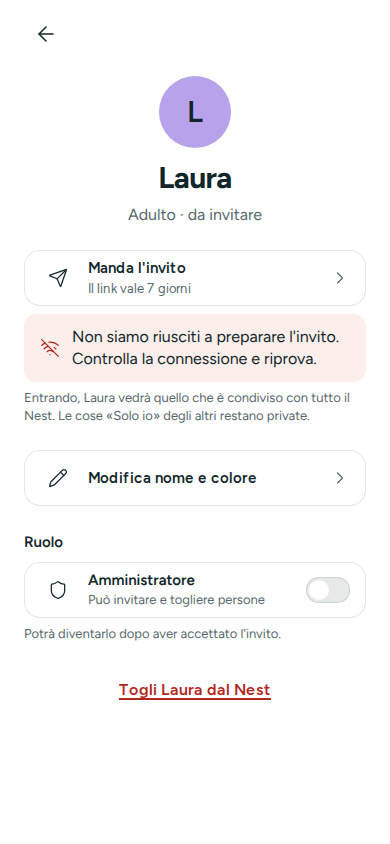 L
Laura
Adulto · da invitare
Manda l'invito
Il link vale 7 giorni
Non siamo riusciti a preparare l'invito.
Controlla la connessione e riprova.
Entrando, Laura vedrà quello che è condiviso con tutto il
Nest. Le cose «Solo io» degli altri restano private.
Modifica nome e colore
Ruolo
Amministratore
Può invitare e togliere persone
Potrà diventarlo dopo aver accettato l'invito.
Togli Laura dal Nest